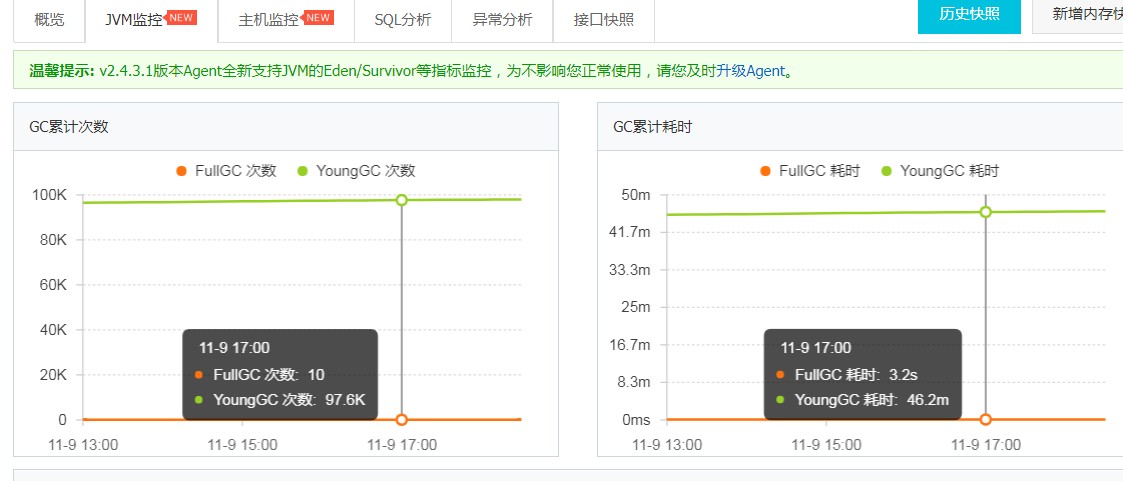 概览 JVM监控 NEW 主机监控 NEW SQL分析 异常分析 接口快照 历史快照
温馨提示: v2.4.3.1版本Agent全新支持JVM的Eden/Survivor等指标监控，为不影响您正常使用，请您及时升级Agent。
GC累计次数
FullGC 次数 YoungGC 次数
100K
80K
60K
40K
20K
0
11-9 17:00
FullGC 次数: 10
YoungGC 次数: 97.6K
11-9 13:00 11-9 15:00 11-9 17:00
GC累计耗时
FullGC 耗时 YoungGC 耗时
50m
41.7m
33.3m
25m
16.7m
8.3m
0ms
11-9 17:00
FullGC 耗时: 3.2s
YoungGC 耗时: 46.2m
11-9 13:00 11-9 15:00 11-9 17:00